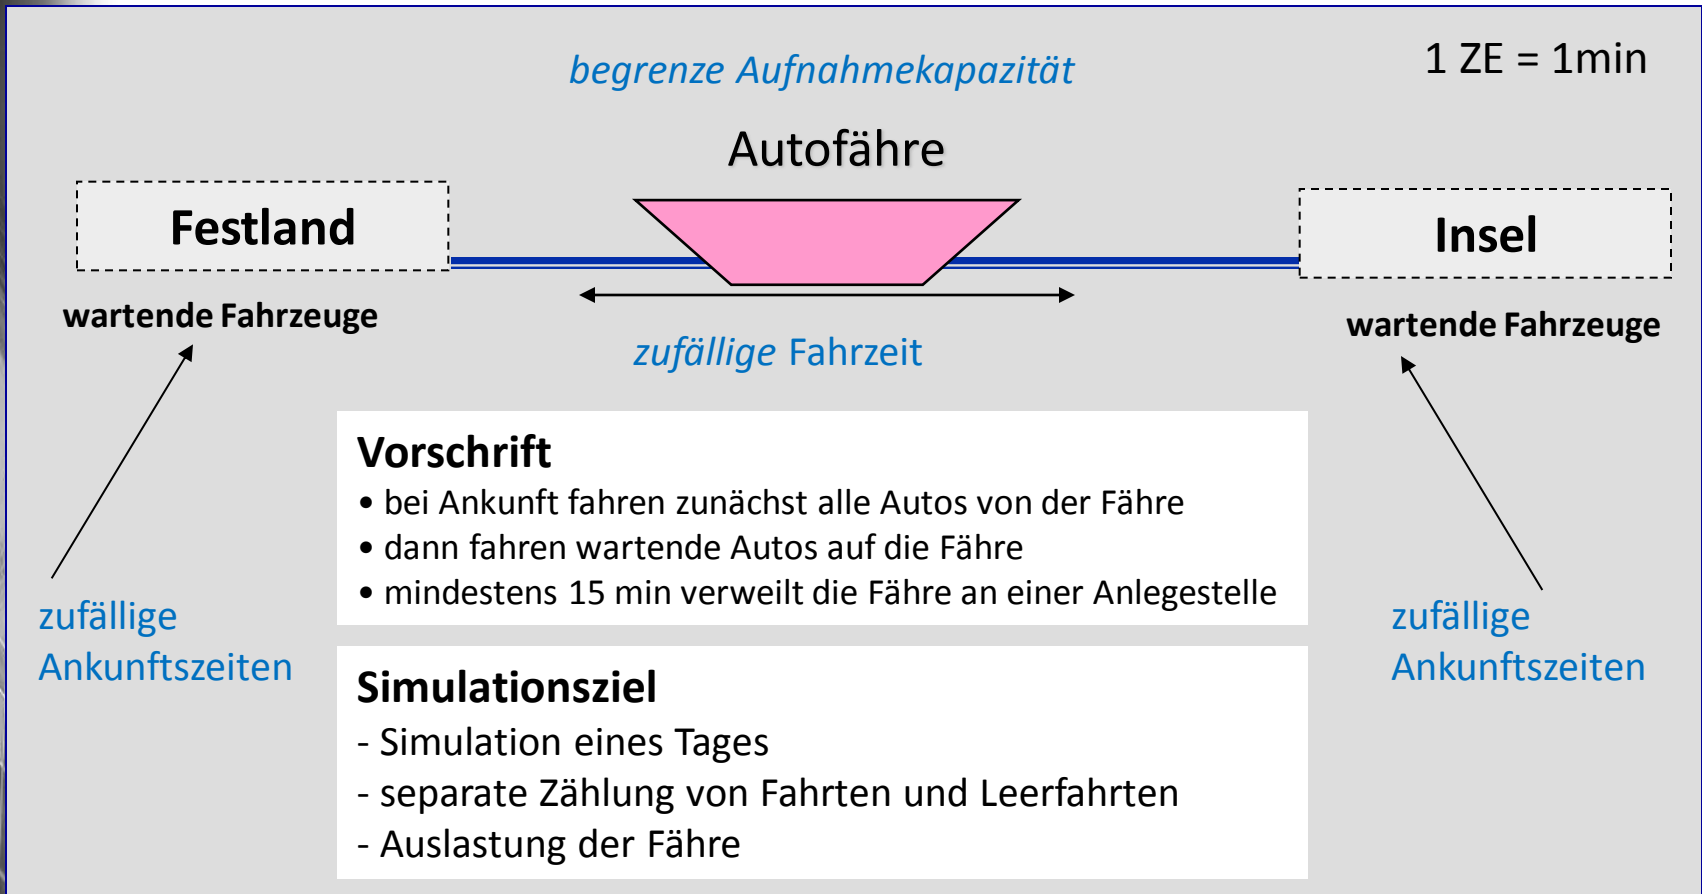 begrenze Aufnahmekapazität
1 ZE = 1min
Autofähre
Festland
Insel
wartende Fahrzeuge
wartende Fahrzeuge
zufällige Fahrzeit
Vorschrift
• bei Ankunft fahren zunächst alle Autos von der Fähre
• dann fahren wartende Autos auf die Fähre
• mindestens 15 min verweilt die Fähre an einer Anlegestelle
zufällige
Ankunftszeiten
zufällige
Ankunftszeiten
Simulationsziel
- Simulation eines Tages
- separate Zählung von Fahrten und Leerfahrten
- Auslastung der Fähre